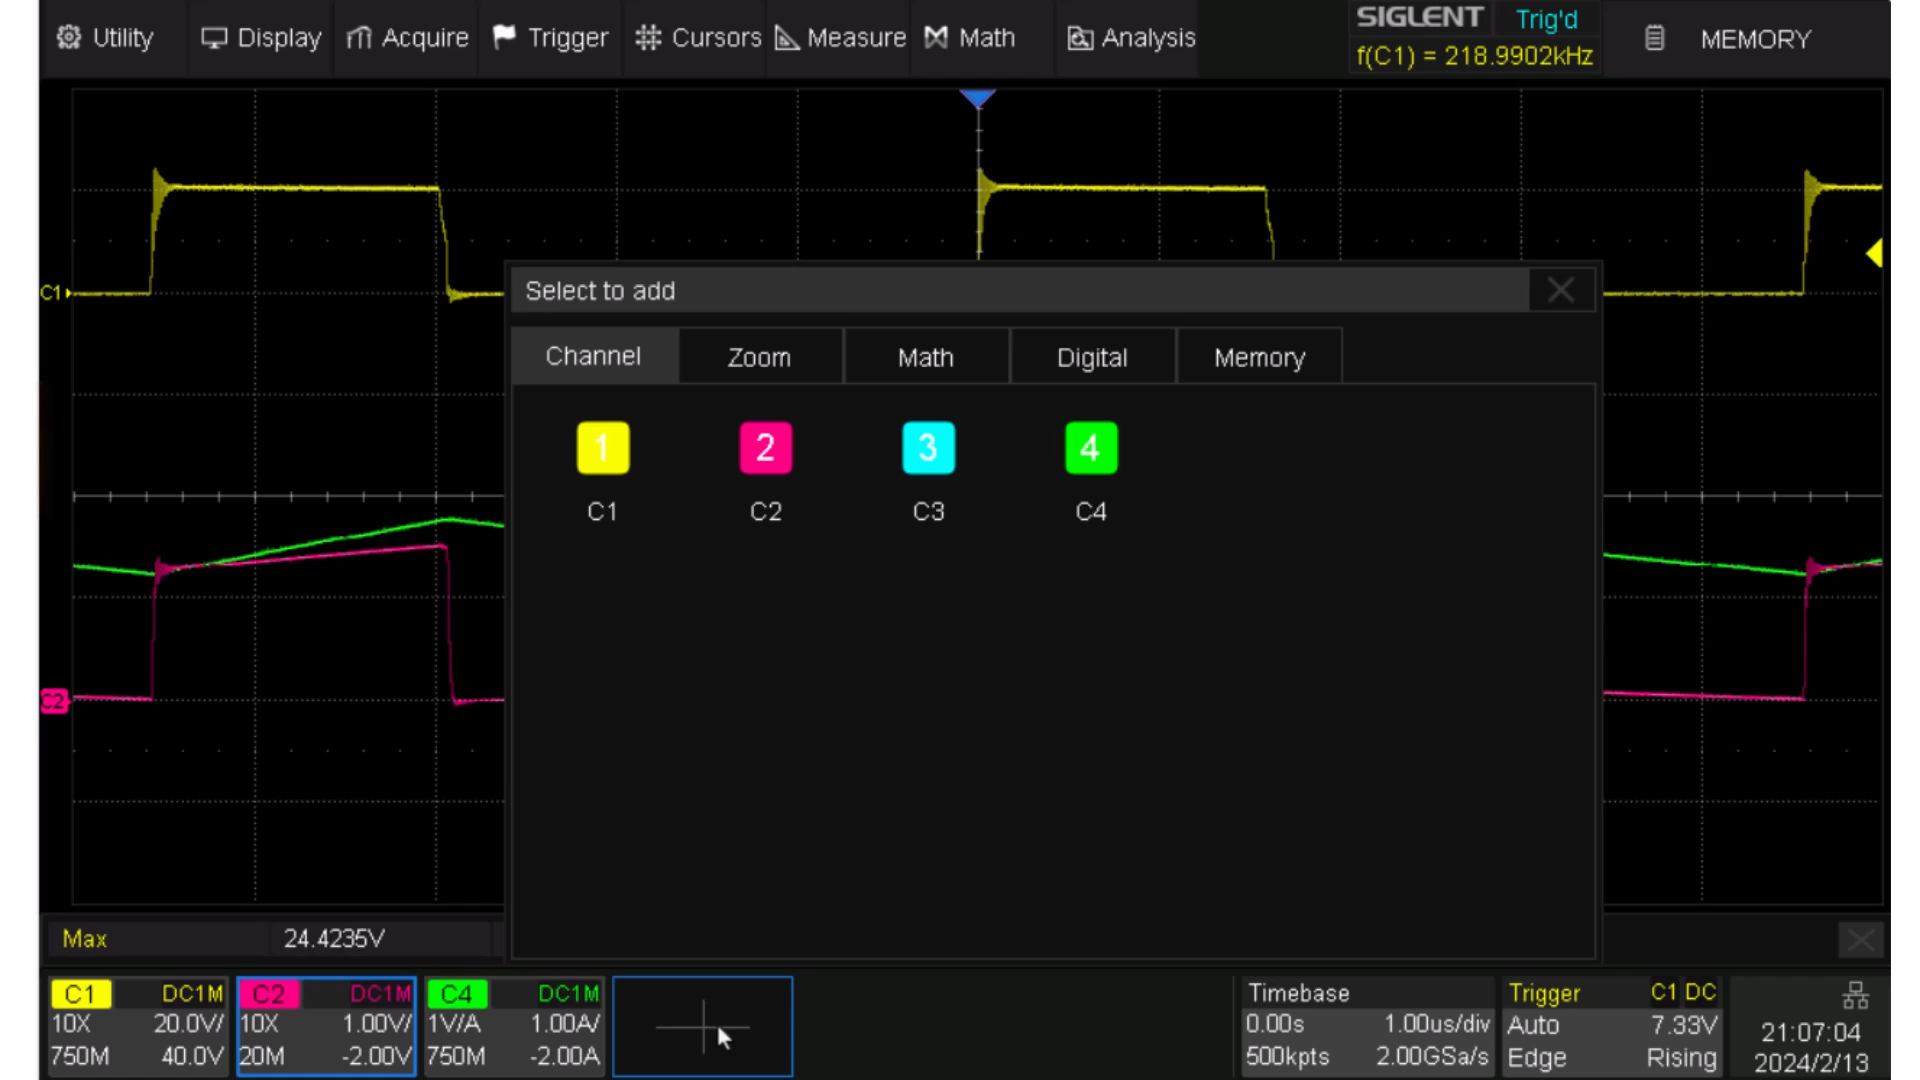 Utility Display Acquire Trigger Cursors Measure Math Analysis
SIGLENT Trig'd
f(C1) = 218.9902kHz
MEMORY
C1
Select to add
Channel Zoom Math Digital Memory
1 2 3 4
C1 C2 C3 C4
C2
Max 24.4235V
C1 DC1M
10X 20.0V/
750M 40.0V
C2 DC1M
10X 1.00V/
20M -2.00V
C4 DC1M
1V/A 1.00A/
750M -2.00A
Timebase
0.00s 1.00us/div
500kpts 2.00GSa/s
Trigger C1 DC
Auto 7.33V
Edge Rising
21:07:04
2024/2/13